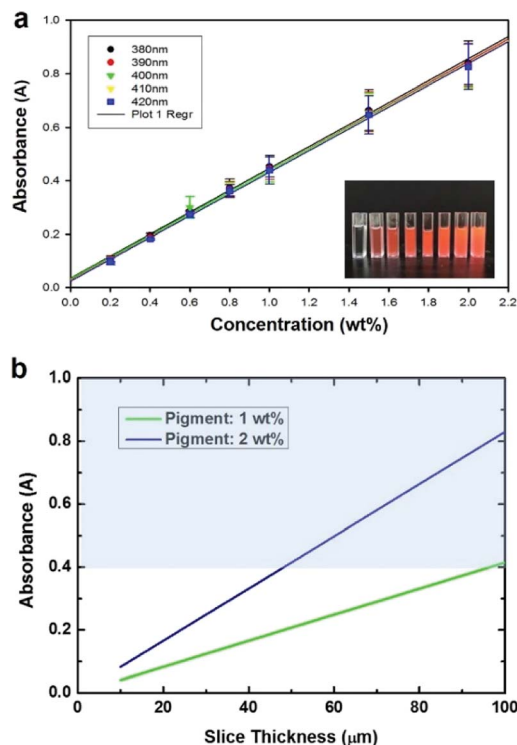 a
1.0
0.8
0.6
0.4
0.2
0.0
Absorbance (A)
380nm
390nm
400nm
410nm
420nm
Plot 1 Regr
0.0 0.2 0.4 0.6 0.8 1.0 1.2 1.4 1.6 1.8 2.0 2.2
Concentration (wt%)
b
1.0
0.8
0.6
0.4
0.2
0.0
Absorbance (A)
Pigment: 1 wt%
Pigment: 2 wt%
0 20 40 60 80 100
Slice Thickness (μm)